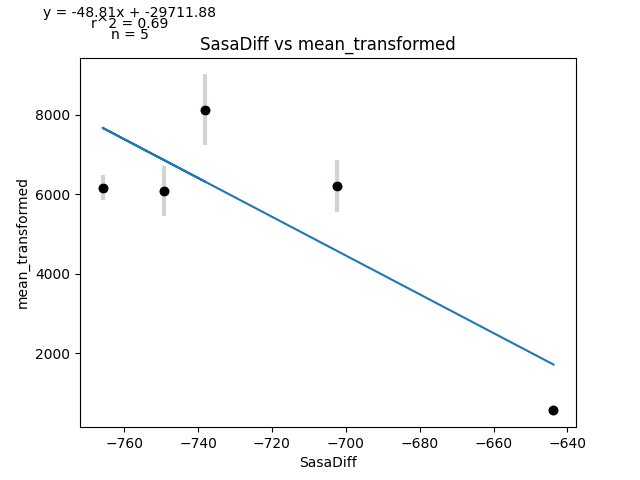 y = -48.81x + -29711.88
r^2 = 0.69
n = 5
SasaDiff vs mean_transformed
mean_transformed
8000
6000
4000
2000
−760
−740
−720
−700
−680
−660
−640
SasaDiff